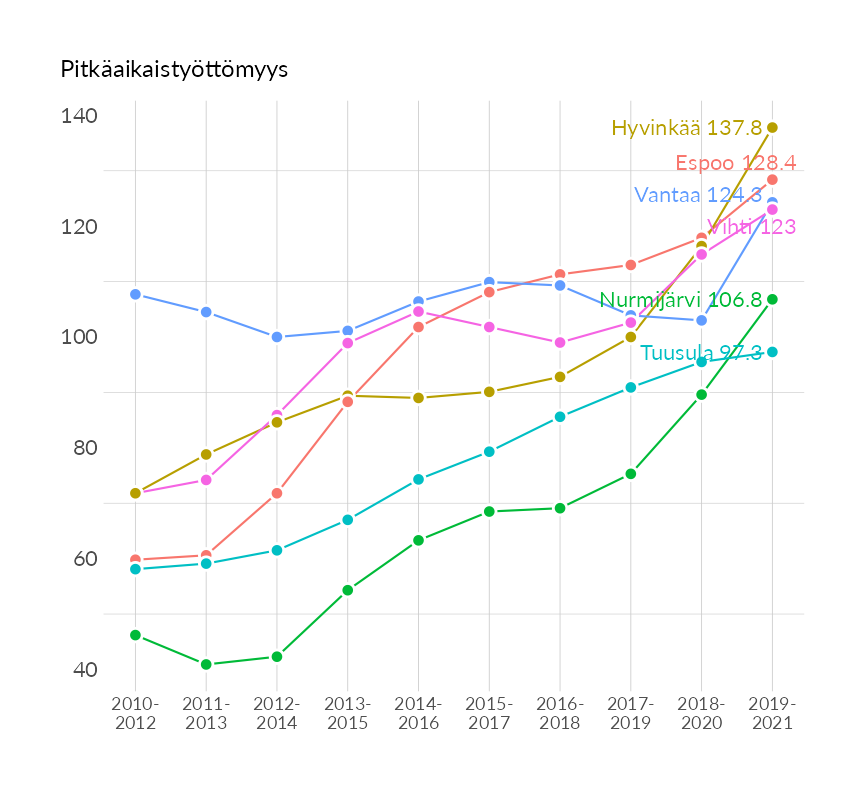 Pitkäaikaistyöttömyys
140
Hyvinkää 137.8
Espoo 128.4
Vantaa 124.3
120
Vihti 123
Nurmijärvi 106.8
100
Tuusula 97.3
80
60
40
2010- 2011- 2012- 2013- 2014- 2015- 2016- 2017- 2018- 2019-
2012 2013 2014 2015 2016 2017 2018 2019 2020 2021